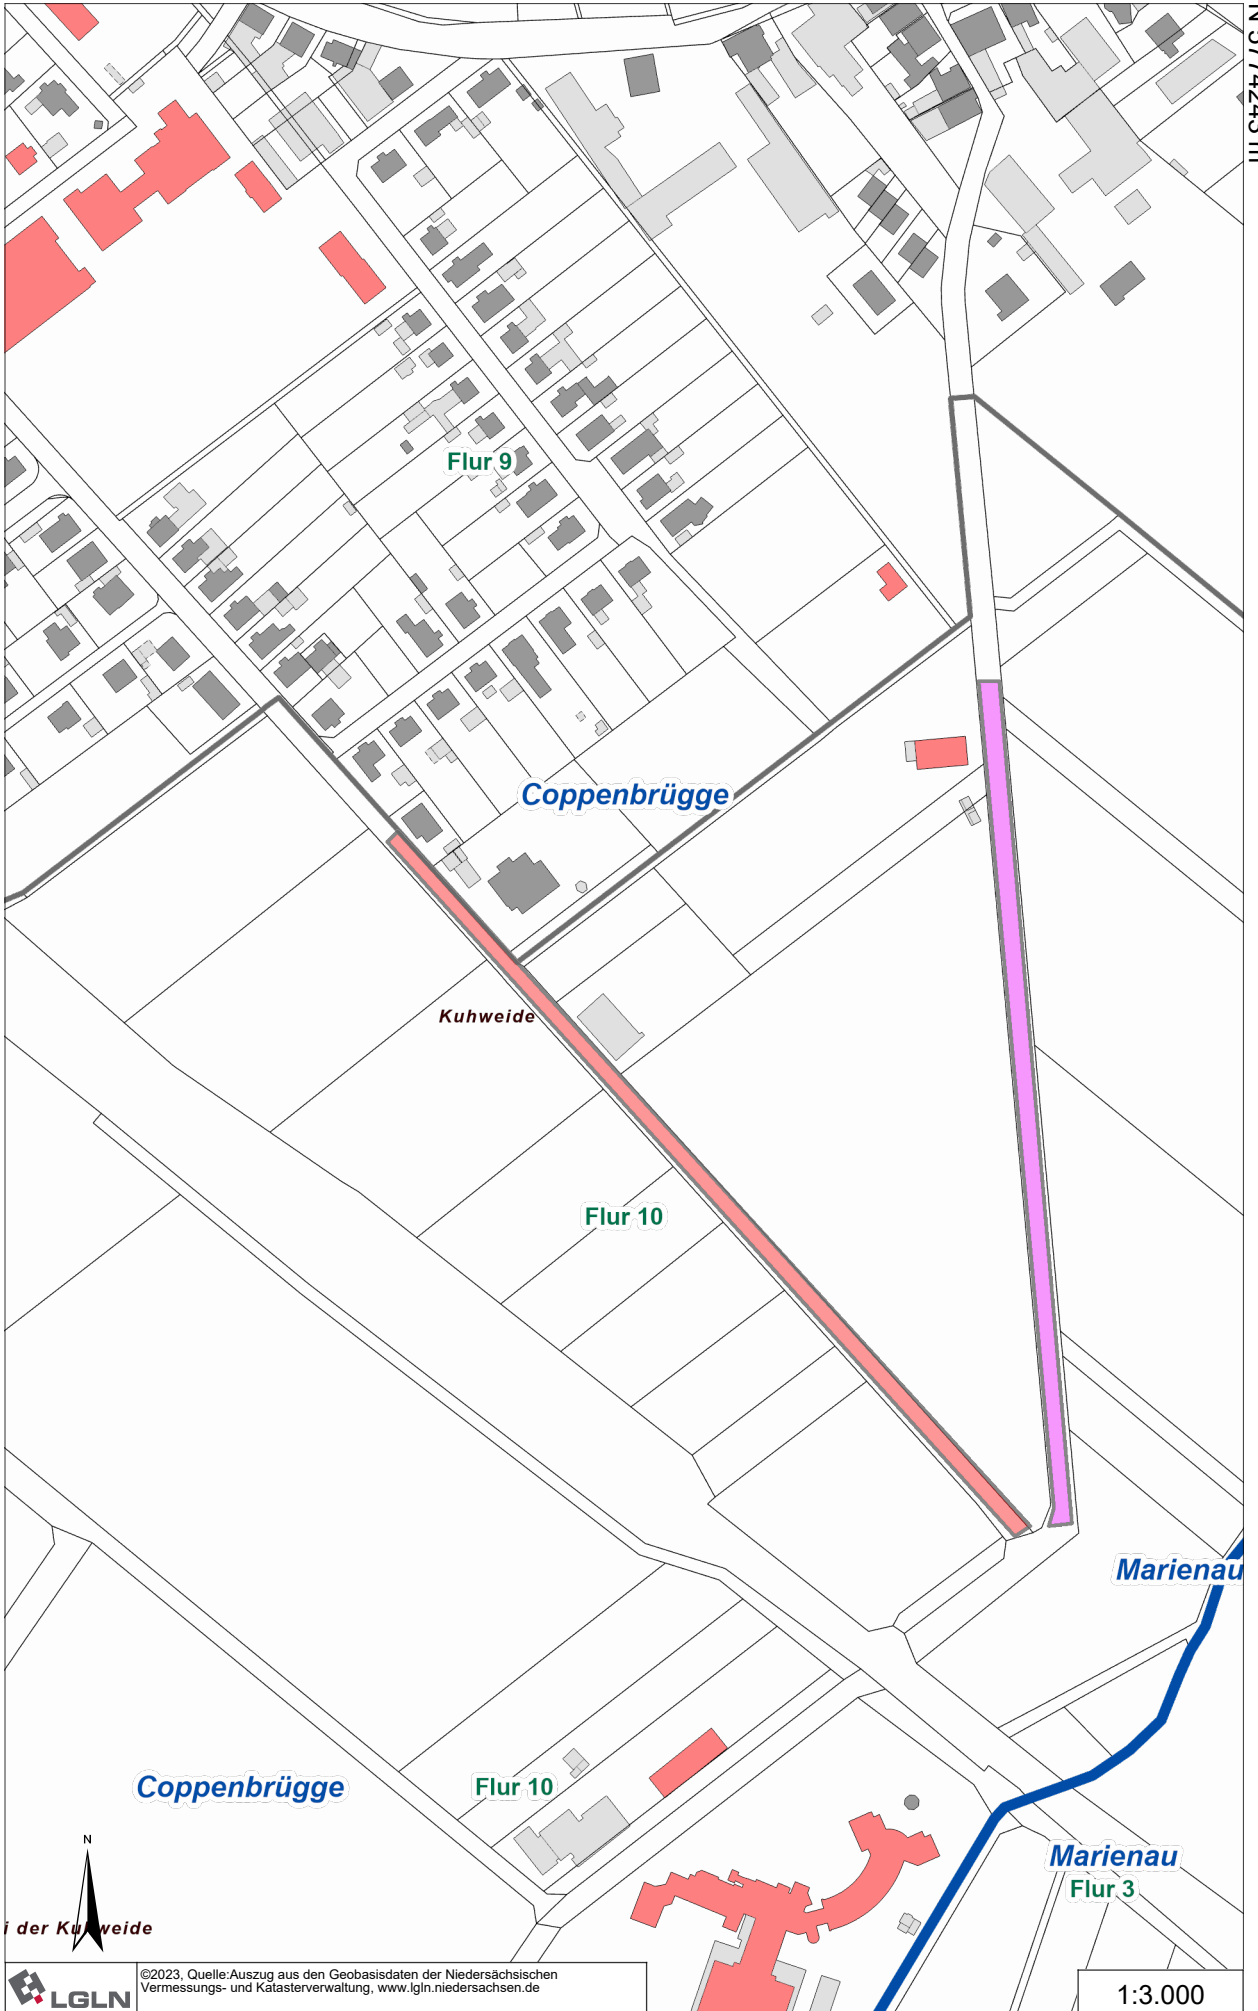 N 5774245 m
Flur 9
Coppenbrügge
Kuhweide
Flur 10
Marienau
Coppenbrügge
Flur 10
Marienau
Flur 3
N
i der Kuhweide
LGLN
©2023, Quelle:Auszug aus den Geobasisdaten der Niedersächsischen
Vermessungs- und Katasterverwaltung, www.lgln.niedersachsen.de
1:3.000